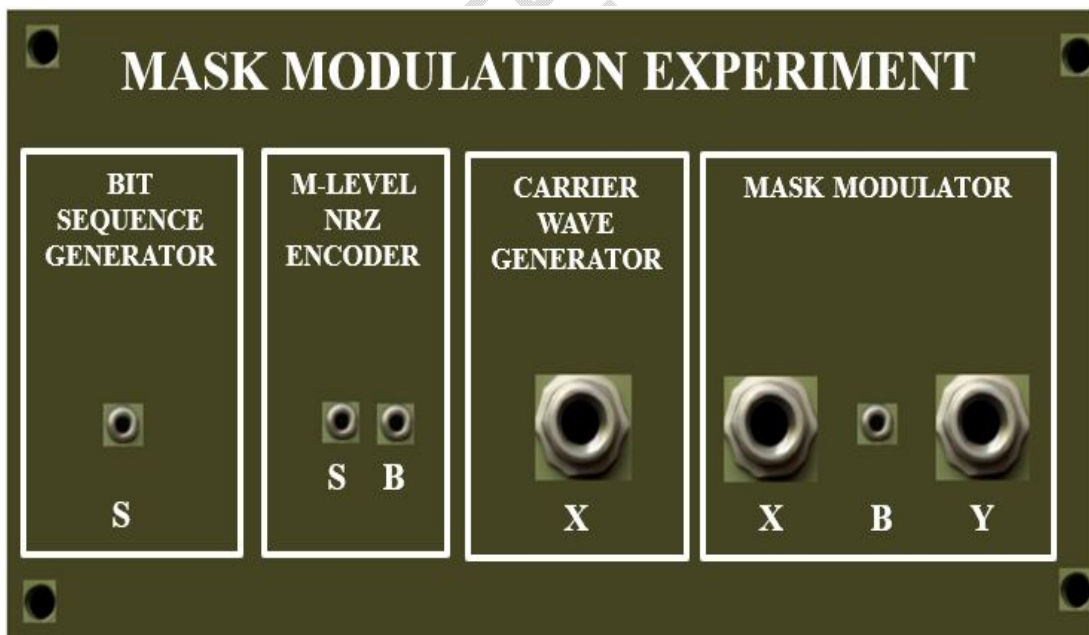 MASK MODULATION EXPERIMENT
BIT
SEQUENCE
GENERATOR
S
M-LEVEL
NRZ
ENCODER
S B
CARRIER
WAVE
GENERATOR
X
MASK MODULATOR
X B Y